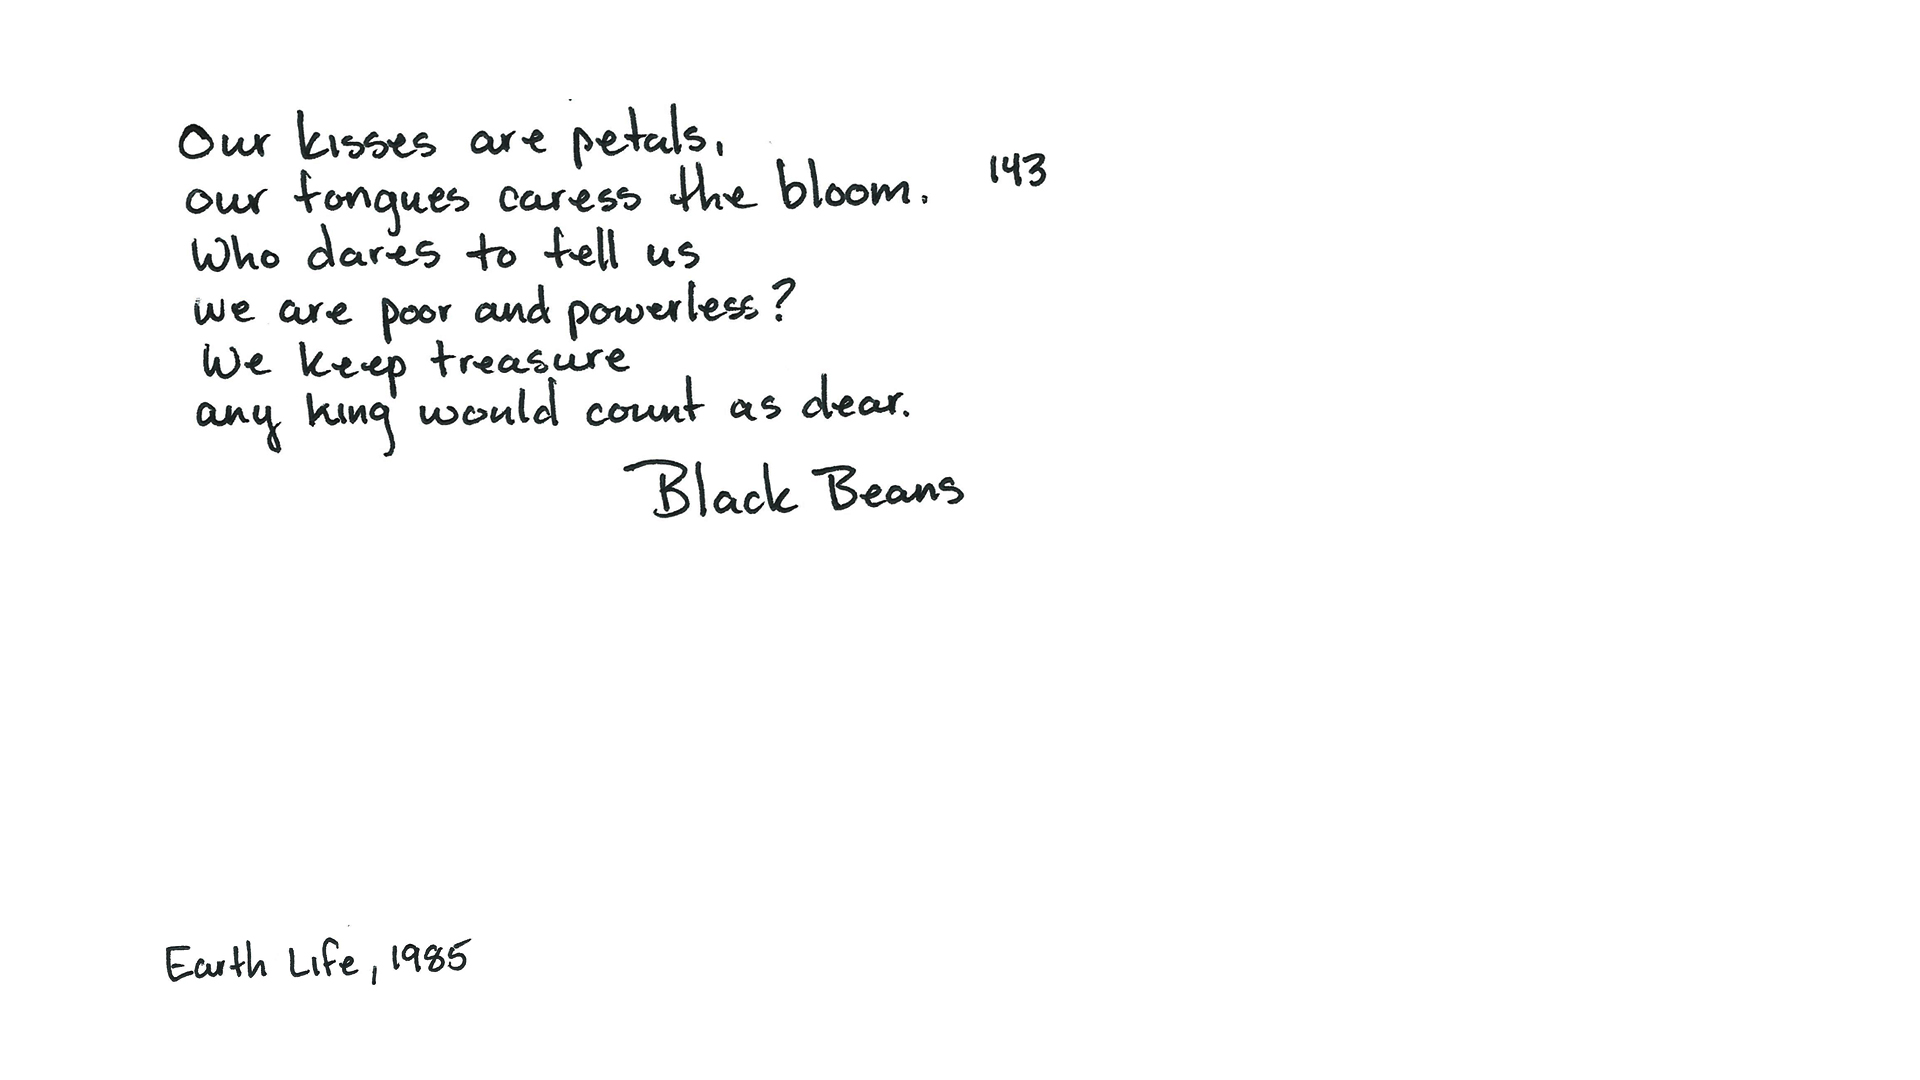 Our kisses are petals,
our tongues caress the bloom.
143
Who dares to tell us
we are poor and powerless?
We keep treasure
any king would count as dear.
Black Beans
Earth Life, 1985